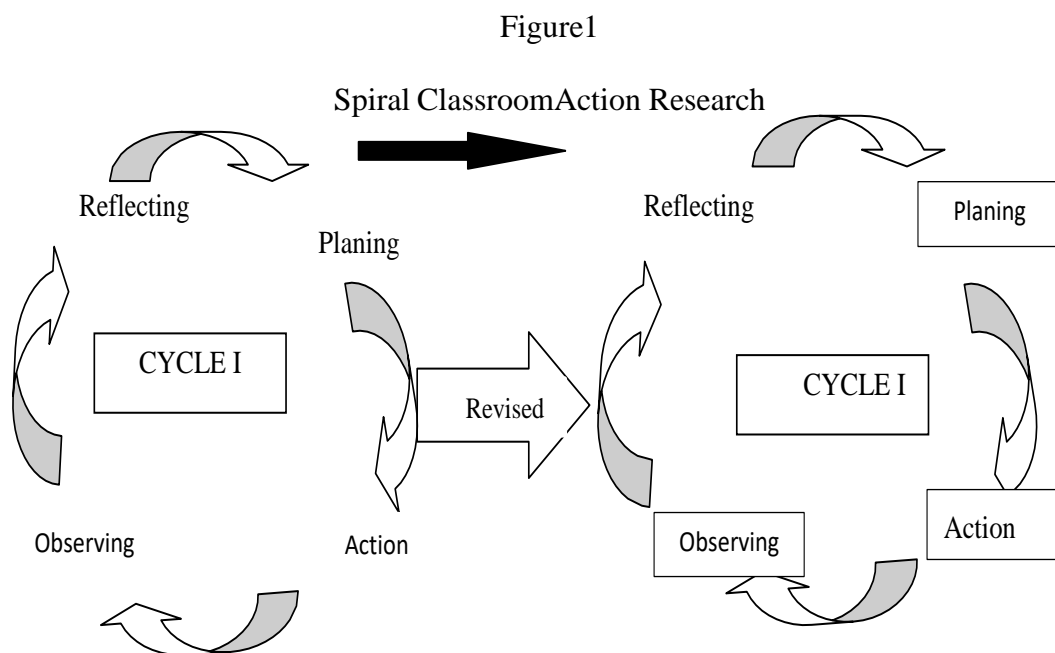 Figure1
Spiral ClassroomAction Research
Reflecting
Planing
CYCLE I
Observing
Action
Revised
Reflecting
Planing
CYCLE I
Observing
Action